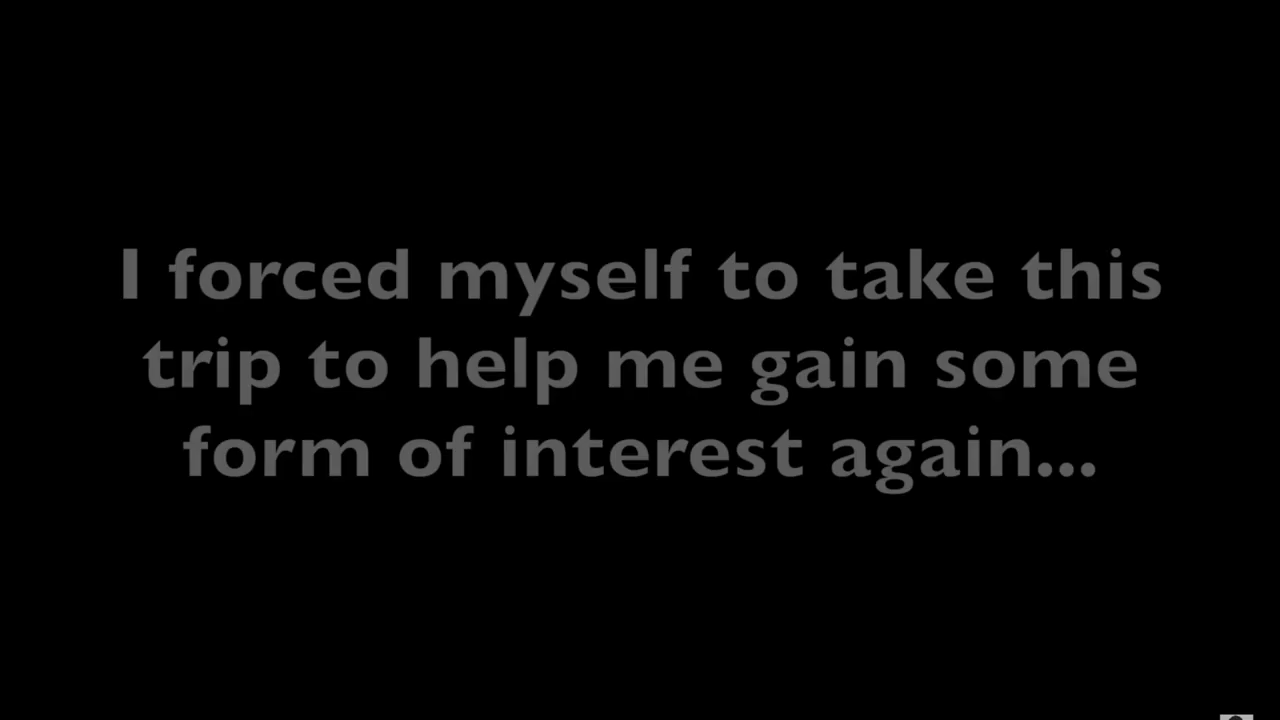 I forced myself to take this
trip to help me gain some
form of interest again...